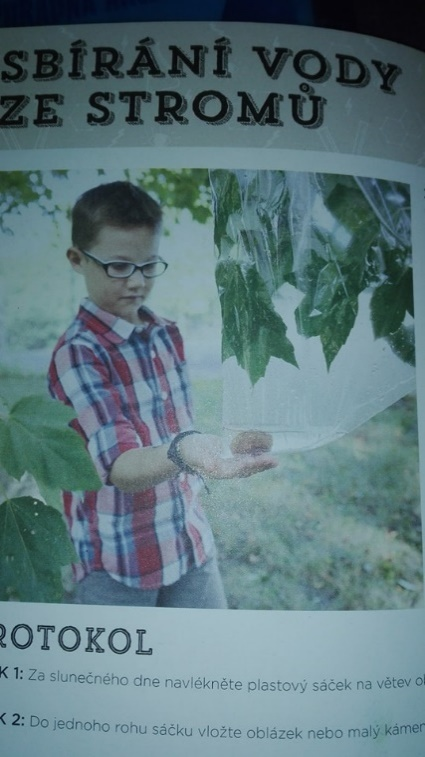 SBÍRÁNÍ VODY
ZE STROMŮ
ROTOKOL
K 1: Za slunečného dne navlékněte plastový sáček na větev ob
K 2: Do jednoho rohu sáčku vložte oblázek nebo malý kámen